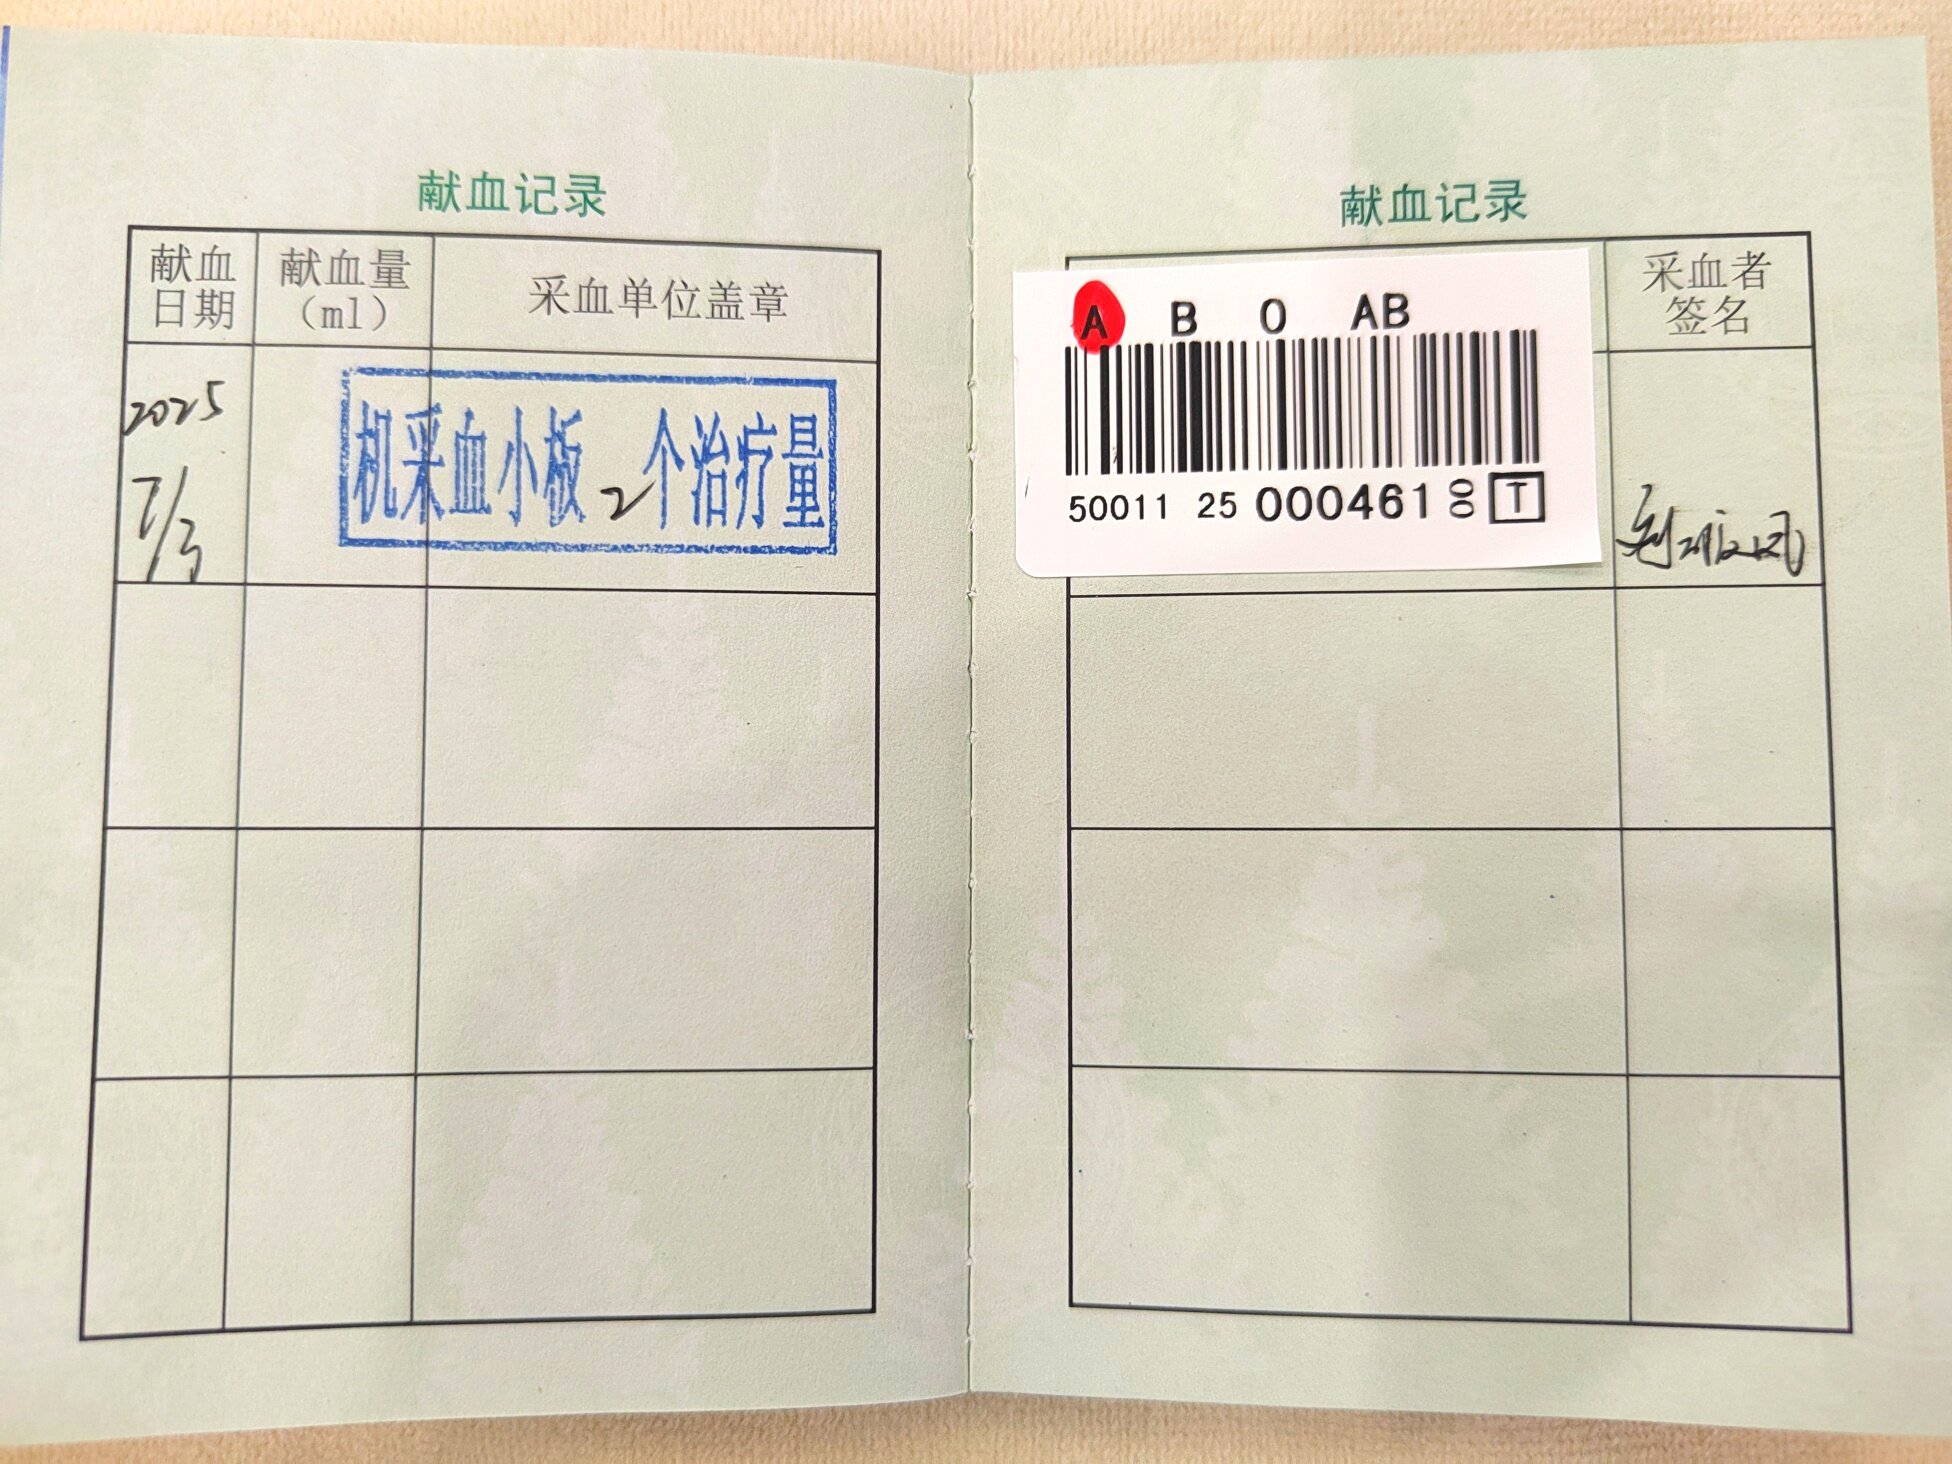 献血记录
献血
日期
献血量
(ml)
采血单位盖章
2025
机采血小板2个治疗量
献血记录
采血者
签名
A B O AB
50011 25 000461 00 T